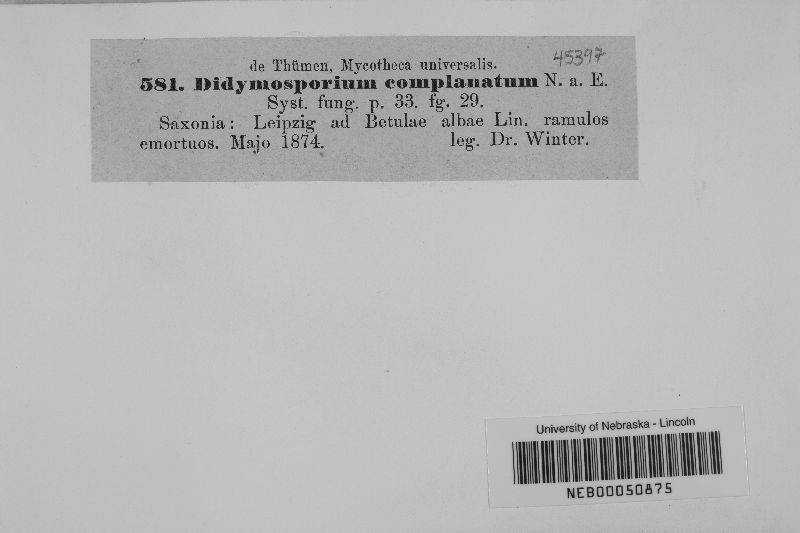 de Thümen, Mycotheca universalis.
45397
581. Didymosporium complanatum N. a. E.
Syst. fung. p. 33. fg. 29.
Saxonia: Leipzig ad Betulae albae Lin. ramulos
emortuos. Majo 1874. leg. Dr. Winter.
University of Nebraska - Lincoln
NEB00050875